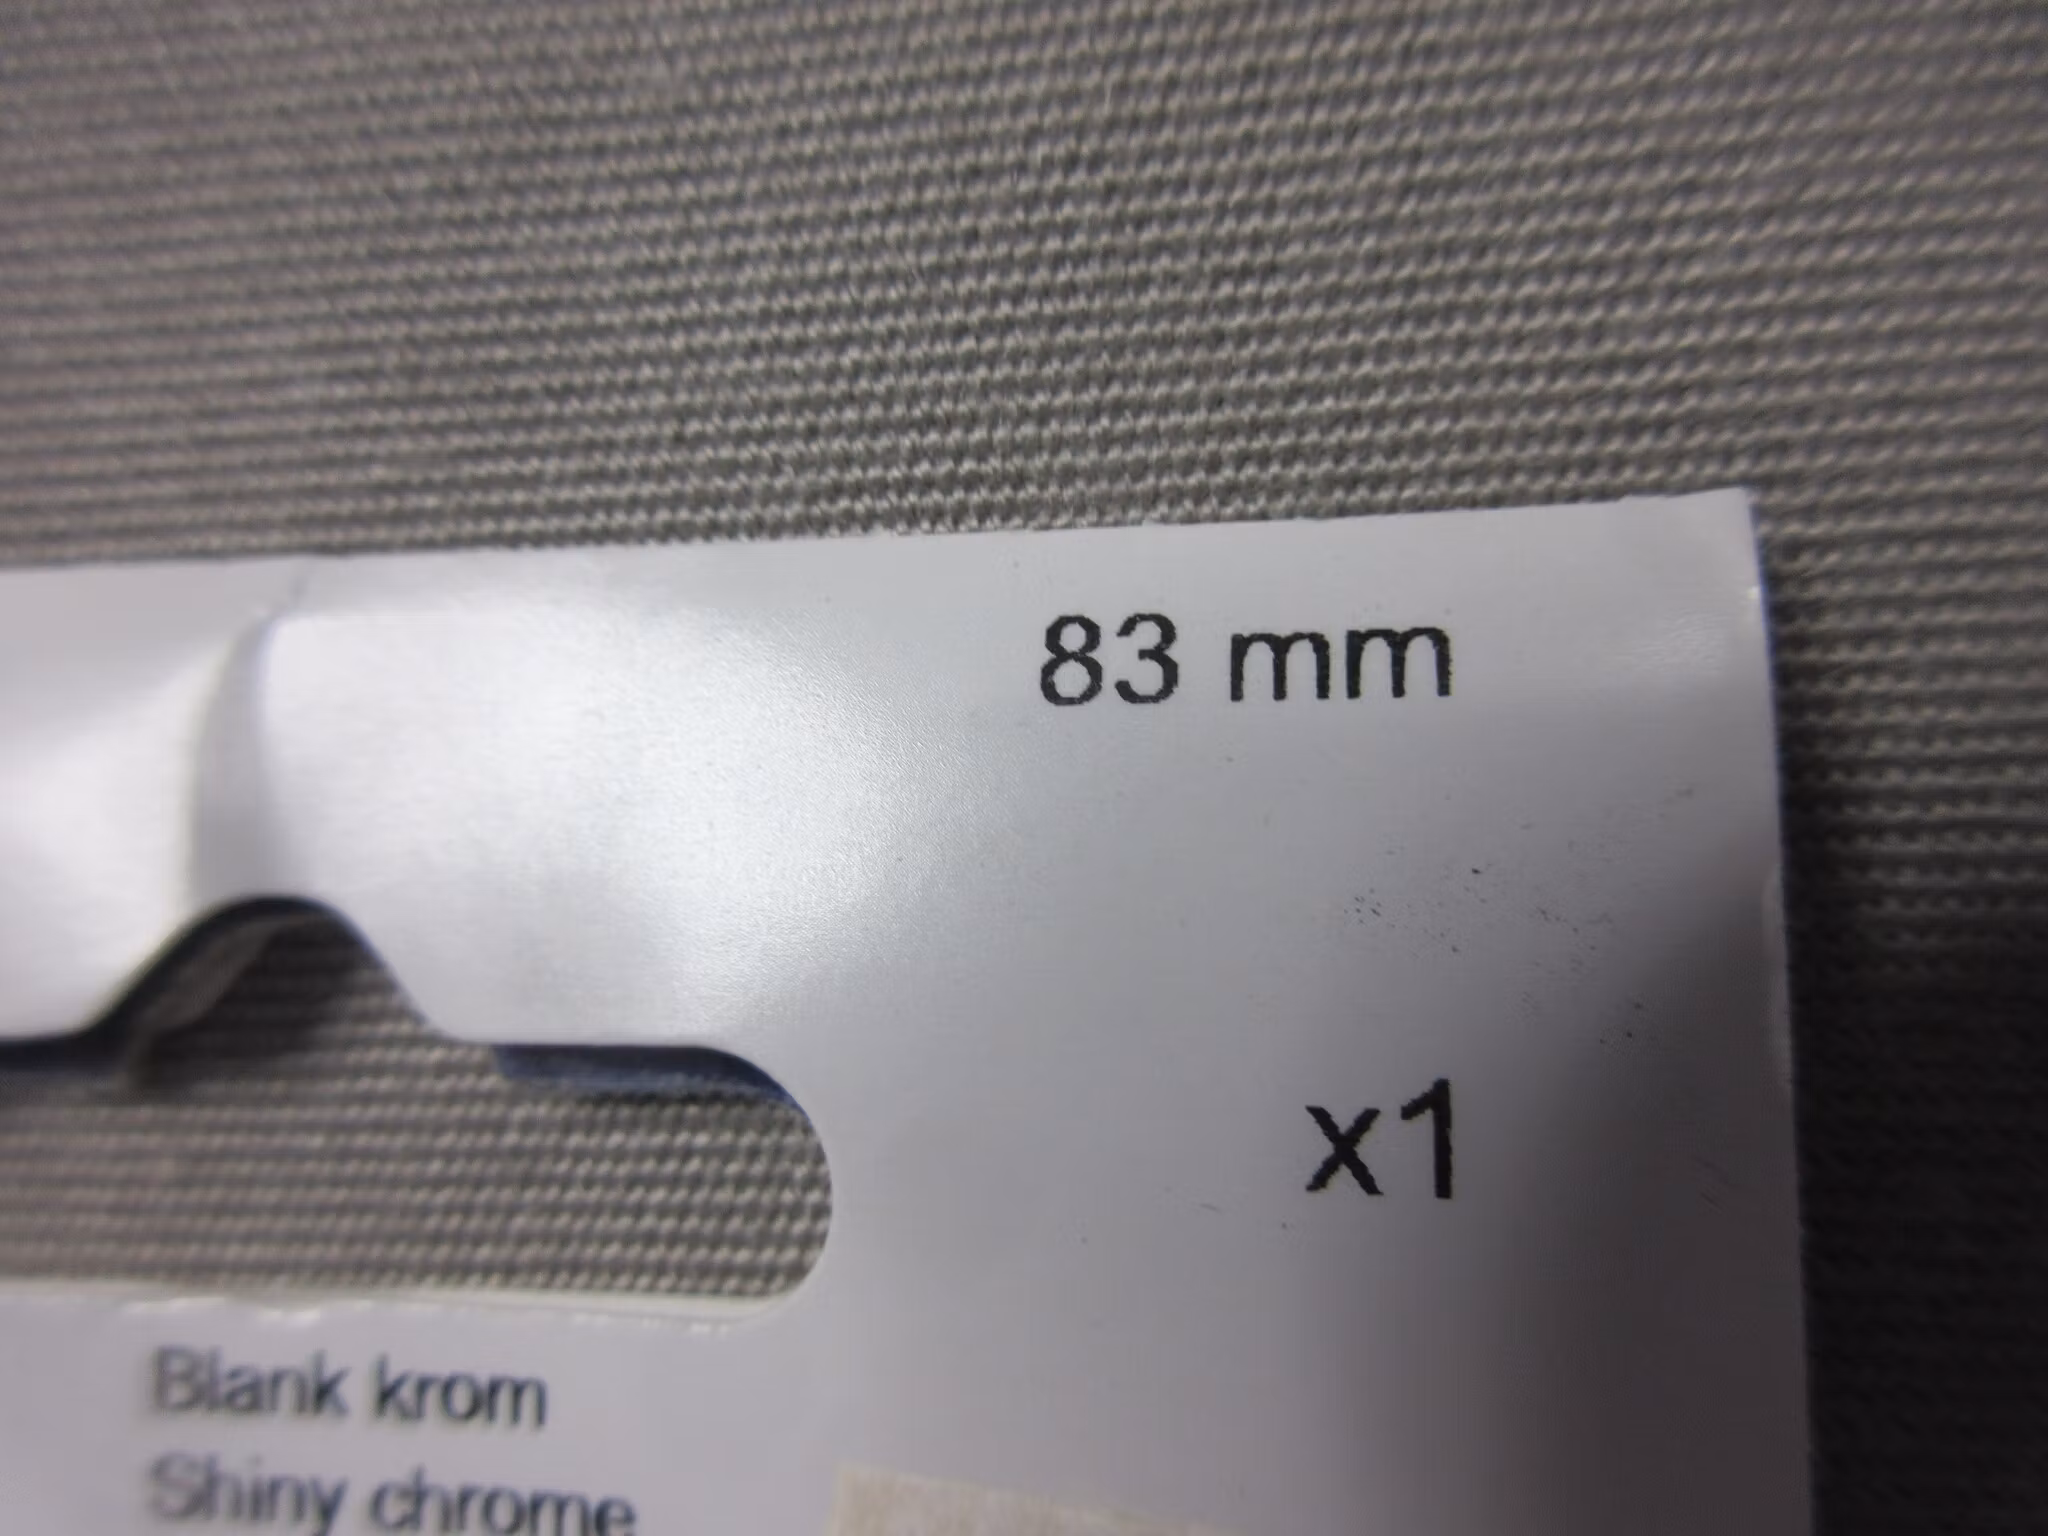 83 mm
x1
Blank krom
Shiny chrome